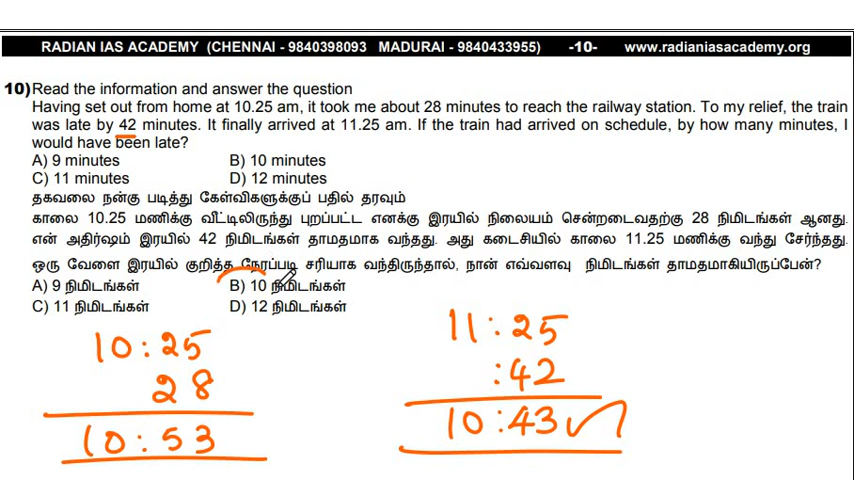 RADIAN IAS ACADEMY (CHENNAI - 9840398093 MADURAI - 9840433955) -10- www.radianiasacademy.org
10) Read the information and answer the question
Having set out from home at 10.25 am, it took me about 28 minutes to reach the railway station. To my relief, the train
was late by 42 minutes. It finally arrived at 11.25 am. If the train had arrived on schedule, by how many minutes, I
would have been late?
A) 9 minutes B) 10 minutes
C) 11 minutes D) 12 minutes
தகவலை நன்கு படித்து கேள்விகளுக்குப் பதில் தரவும்
காலை 10.25 மணிக்கு வீட்டிலிருந்து புறப்பட்ட எனக்கு இரயில் நிலையம் சென்றடைவதற்கு 28 நிமிடங்கள் ஆனது.
என் அதிர்ஷம் இரயில் 42 நிமிடங்கள் தாமதமாக வந்தது. அது கடைசியில் காலை 11.25 மணிக்கு வந்து சேர்ந்தது.
ஒரு வேளை இரயில் குறித்த நேரப்படி சரியாக வந்திருந்தால், நான் எவ்வளவு நிமிடங்கள் தாமதமாகியிருப்பேன்?
A) 9 நிமிடங்கள் B) 10 நிமிடங்கள்
C) 11 நிமிடங்கள் D) 12 நிமிடங்கள்
10:25 11:25
28 :42
10:53 10:43